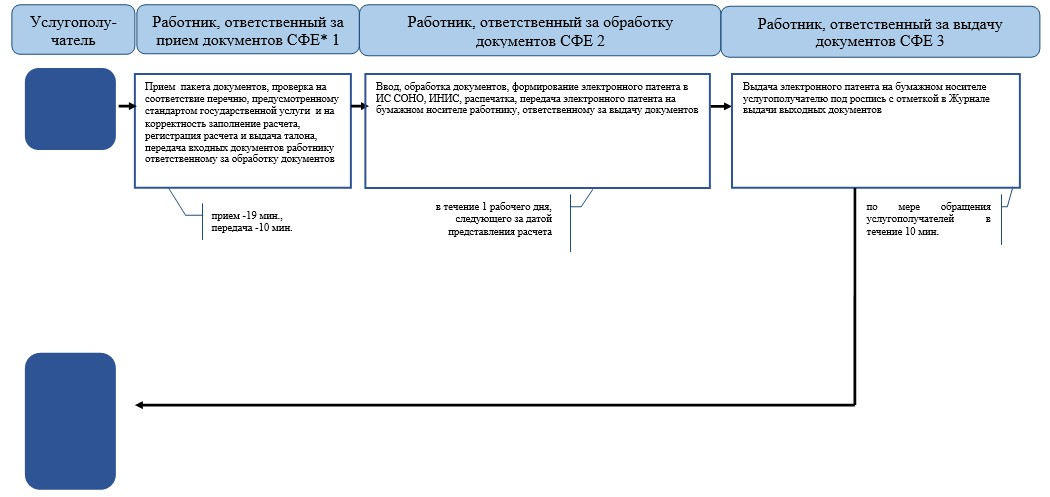 Услугополу-
чатель
Работник, ответственный за
прием документов СФЕ* 1
Работник, ответственный за обработку
документов СФЕ 2
Работник, ответственный за выдачу
документов СФЕ 3
Прием пакета документов, проверка на
соответствие перечню, предусмотренному
стандартом государственной услуги и на
корректность заполнение расчета,
регистрация расчета и выдача талона,
передача входных документов работнику
ответственному за обработку документов
Ввод, обработка документов, формирование электронного патента в
ИС СОНО, ИНИС, распечатка, передача электронного патента на
бумажном носителе работнику, ответственному за выдачу документов
Выдача электронного патента на бумажном носителе
услугополучателю под роспись с отметкой в Журнале
выдачи выходных документов
прием -19 мин.,
передача -10 мин.
в течение 1 рабочего дня,
следующего за датой
представления расчета
по мере обращения
услугополучателей в
течение 10 мин.